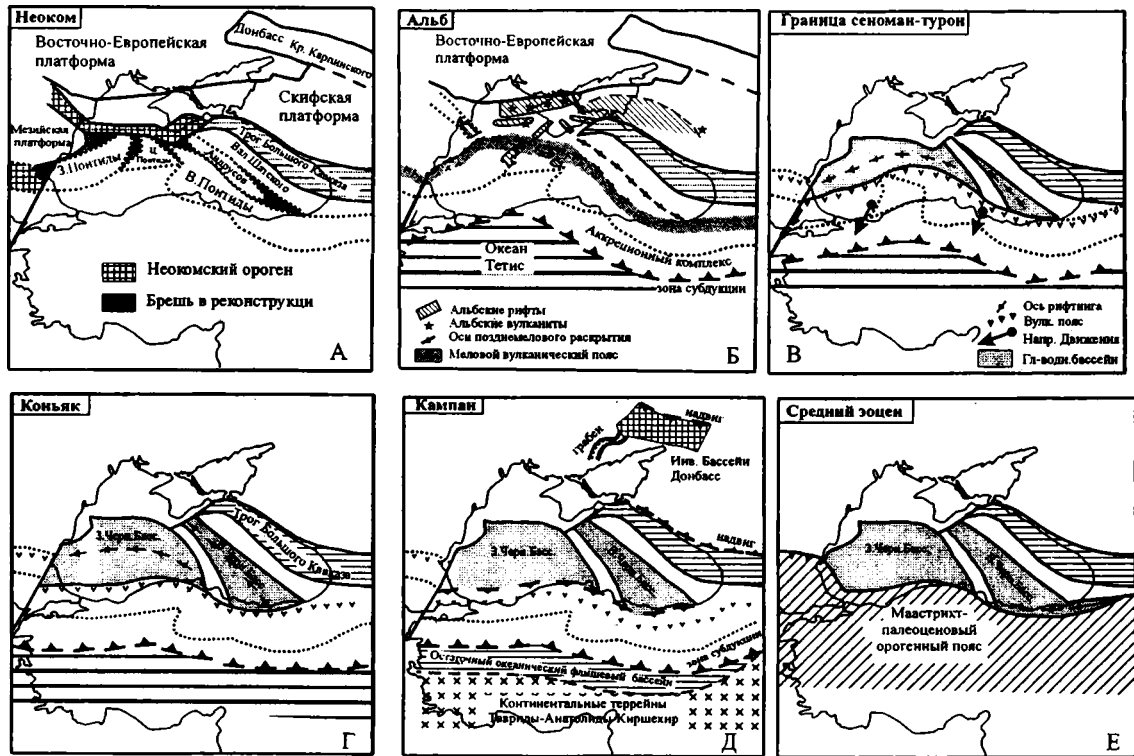 Неоком
Восточно-Европейская
платформа
Донбасс Кр. Карпинского
Скифская
платформа
Мезийская
платформа
З.Понтиды
Ц.
Понтиды
В.Понтиды
Трог Большого Кавказа
Вал Шатского
Андрусов
Неокомский ороген
Брешь в реконструкци
А
Альб
Восточно-Европейская
платформа
Океан
Тетис
Аккреционный комплекс
зона субдукции
Альбские рифты
Альбские вулканиты
Оси позднемелового раскрытия
Меловой вулканический пояс
Б
Граница сеноман-турон
Ось рифтинга
Вулк. пояс
Напр. Движения
Гл-водн.бассейн
В
Коньяк
З.Черн.Басс.
Трог Большого Кавказа
Г
Кампан
надвиг
грабен
Инв. Бассейн
Донбасс
надвиг
З.Черн.Басс.
зона субдукции
Остаточный океанический флишевый бассейн
Континентальные террейны
Тавриды-Анатолиды Киршехир
Д
Средний эоцен
З.Черн.Басс.
Маастрихт-
палеоценовый
орогенный пояс
Е